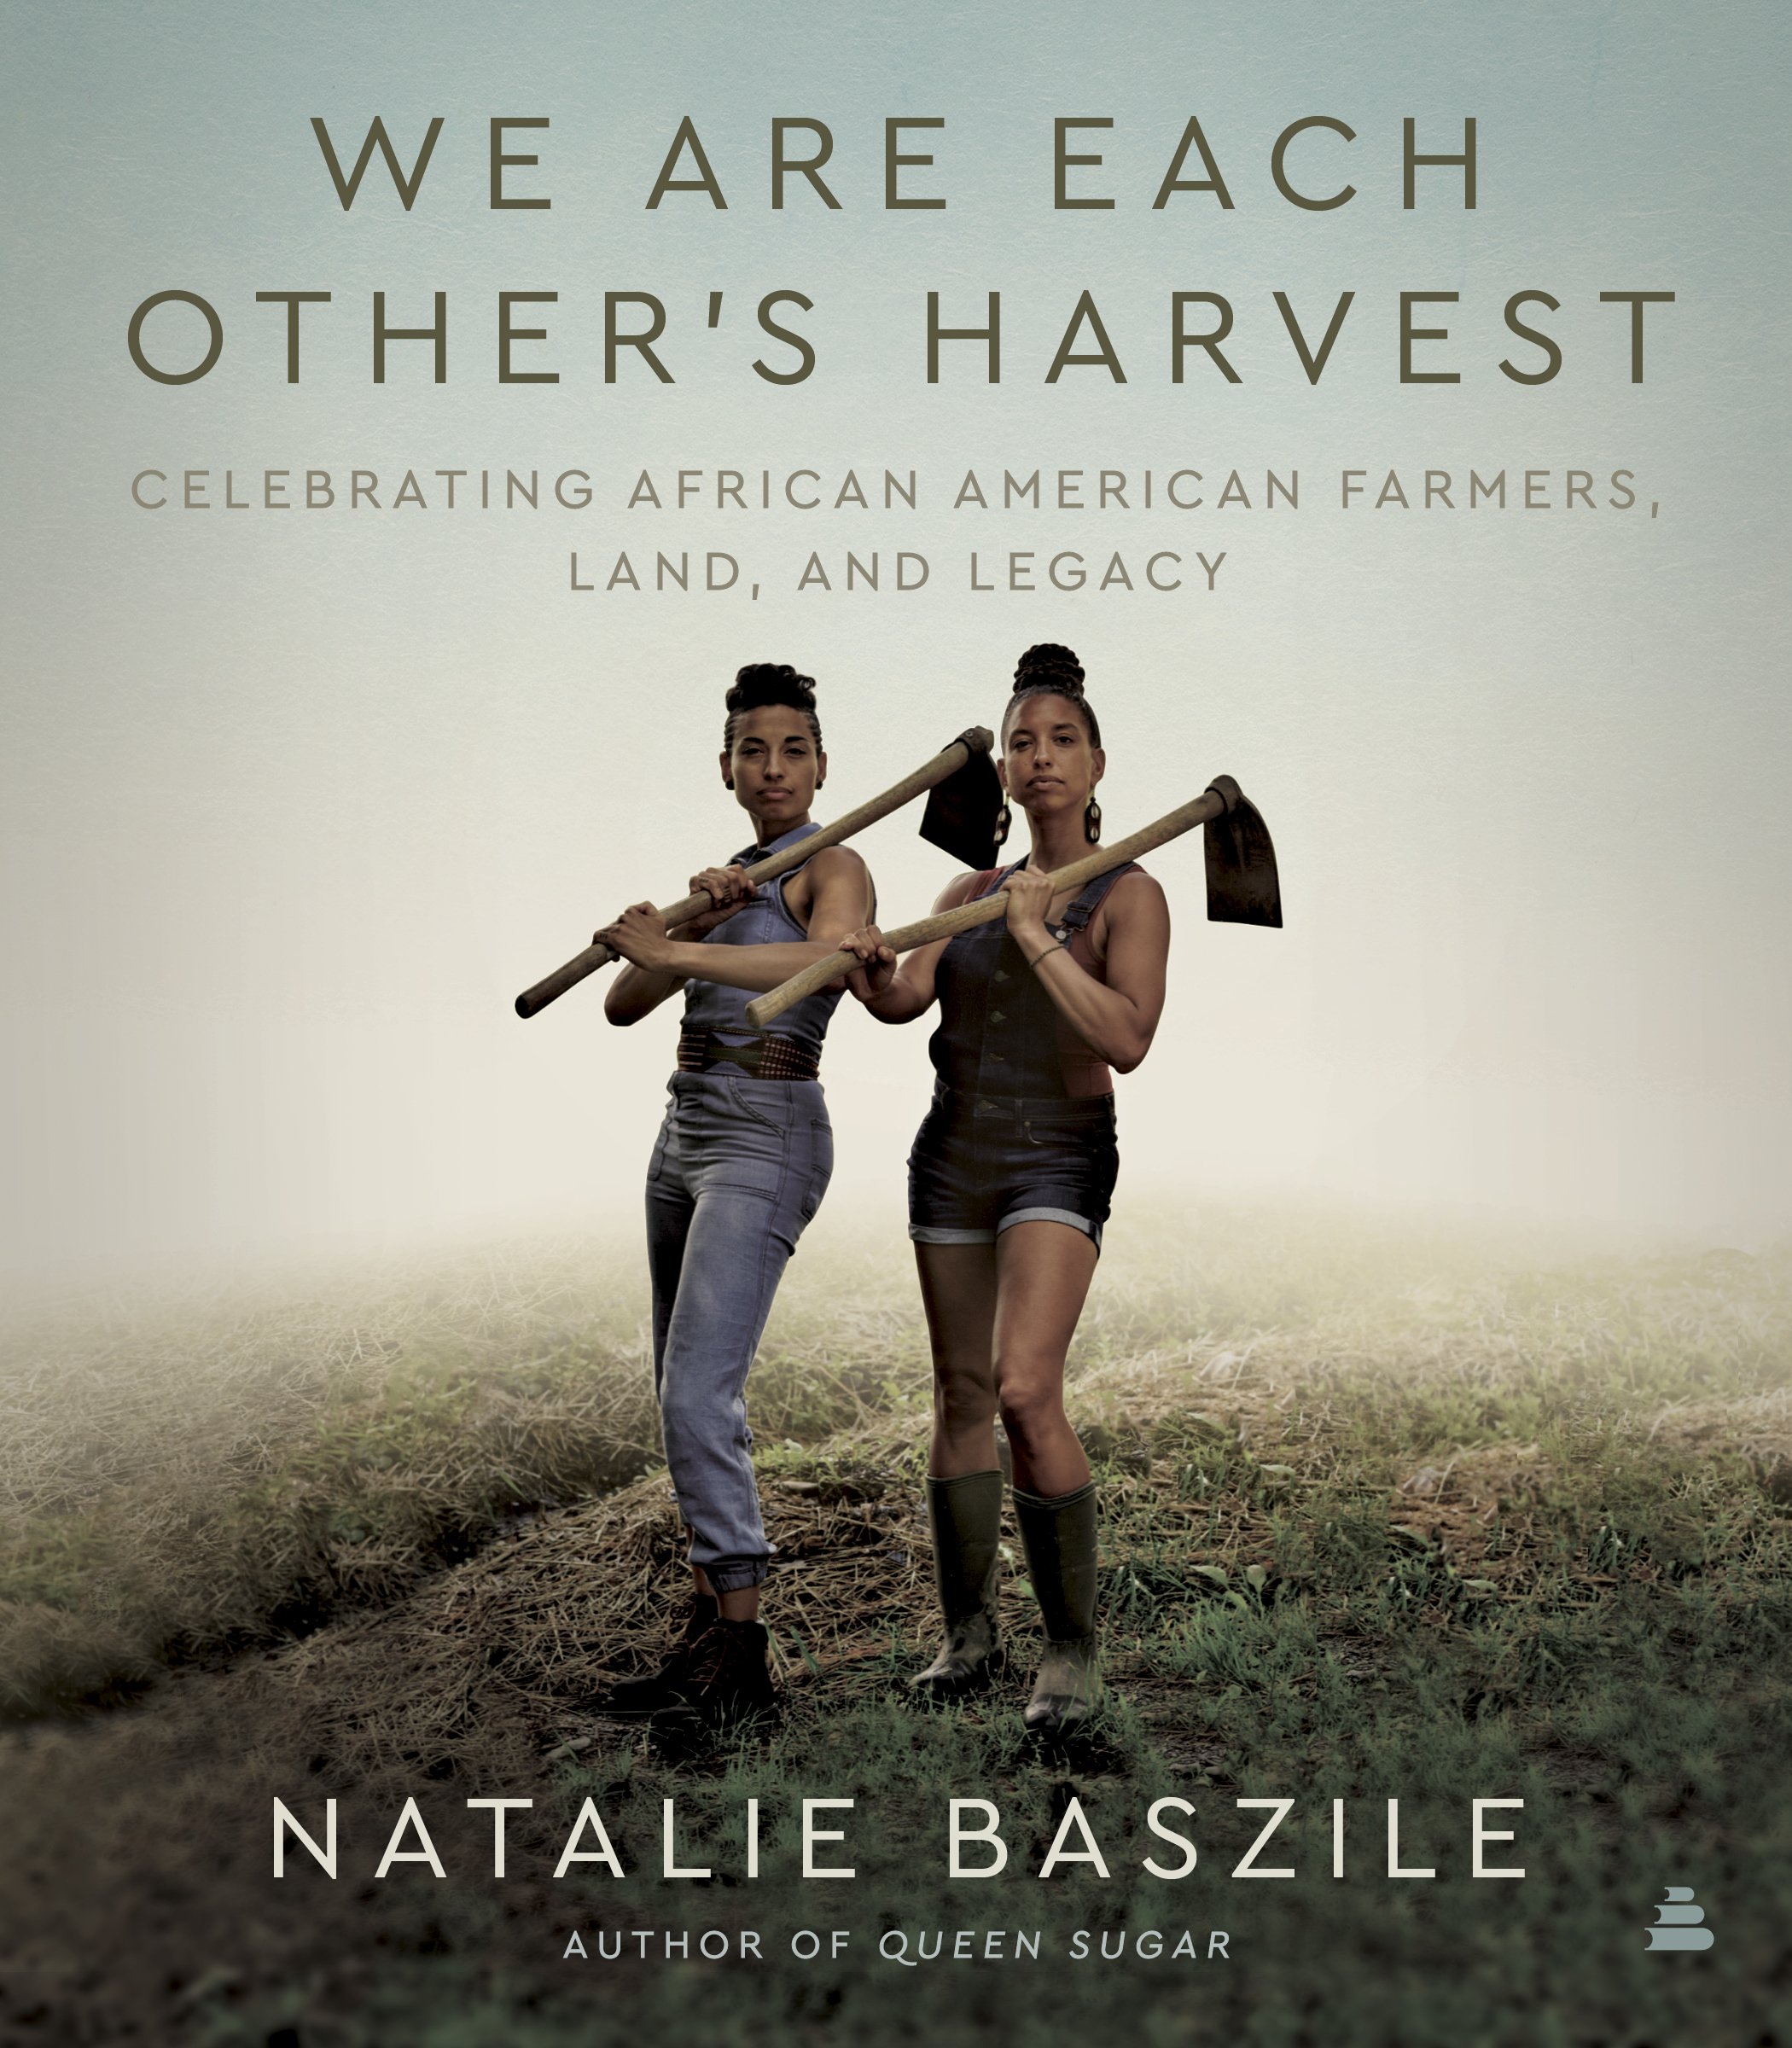 WE ARE EACH
OTHER'S HARVEST
CELEBRATING AFRICAN AMERICAN FARMERS,
LAND, AND LEGACY
NATALIE BASZILE
AUTHOR OF QUEEN SUGAR